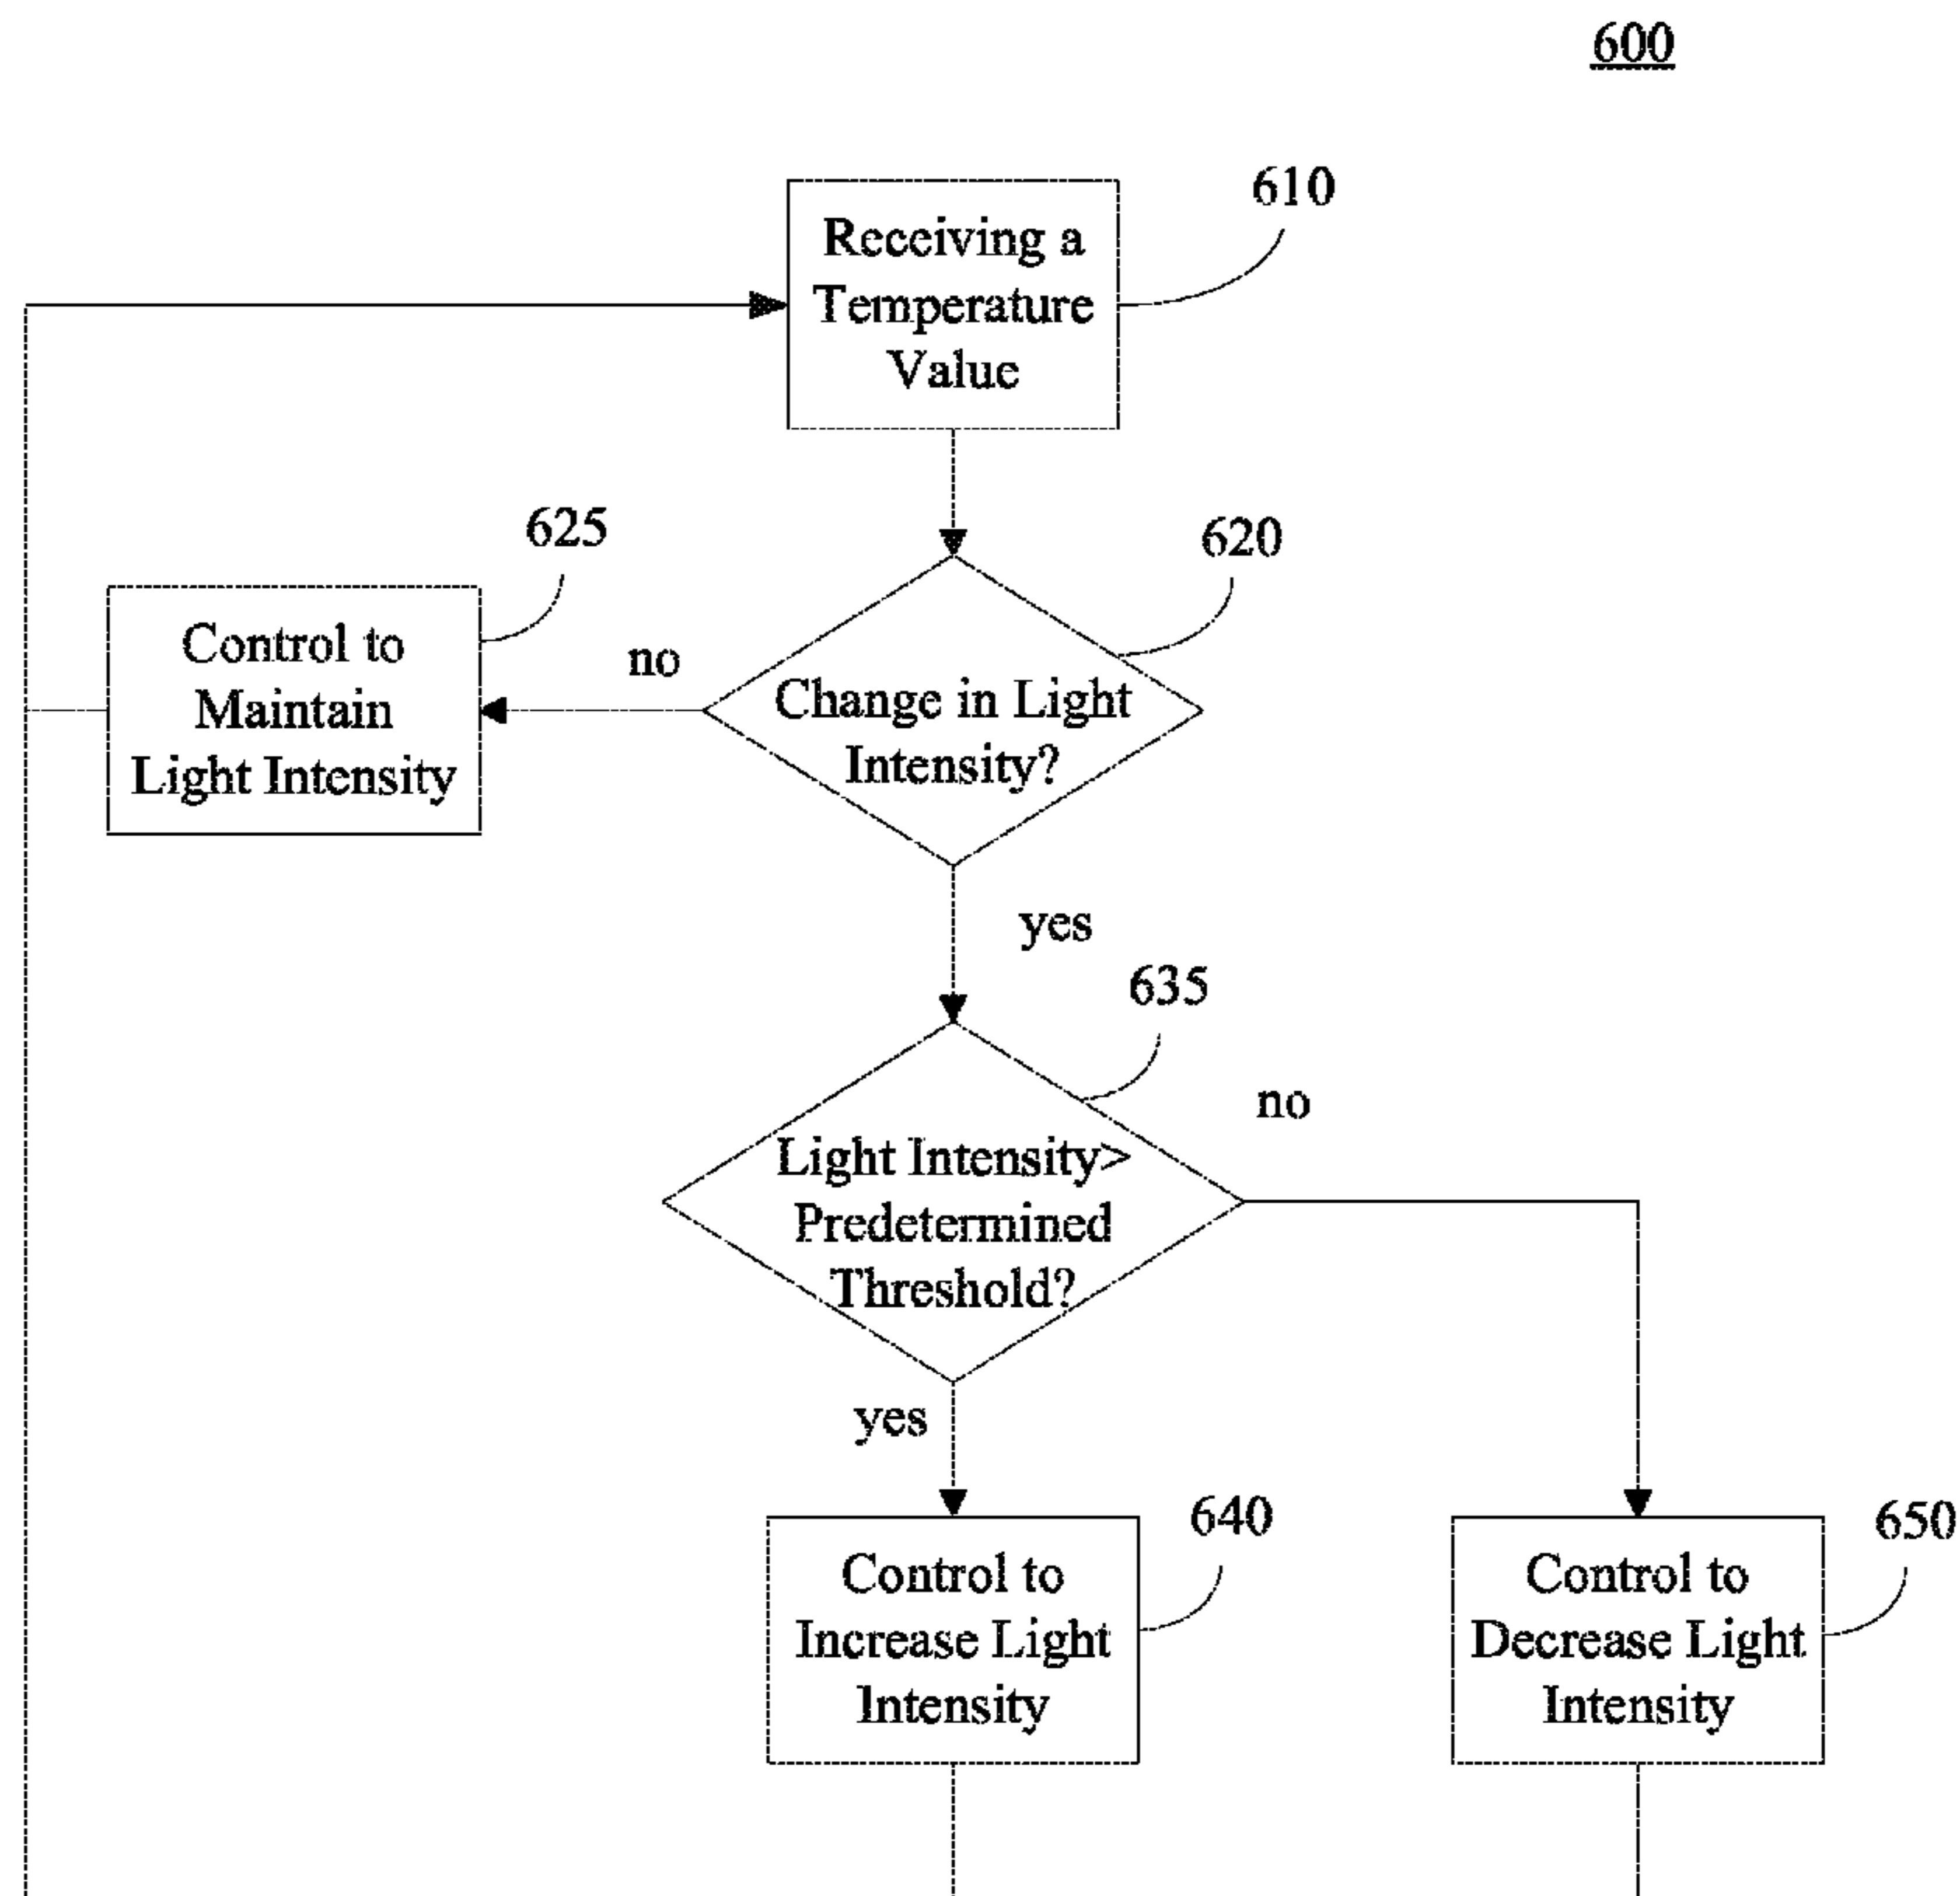 600
610
Receiving a
Temperature
Value
625
620
Control to
Maintain
Light Intensity
no
Change in Light
Intensity?
yes
635
no
Light Intensity>
Predetermined
Threshold?
yes
640
650
Control to
Increase Light
Intensity
Control to
Decrease Light
Intensity